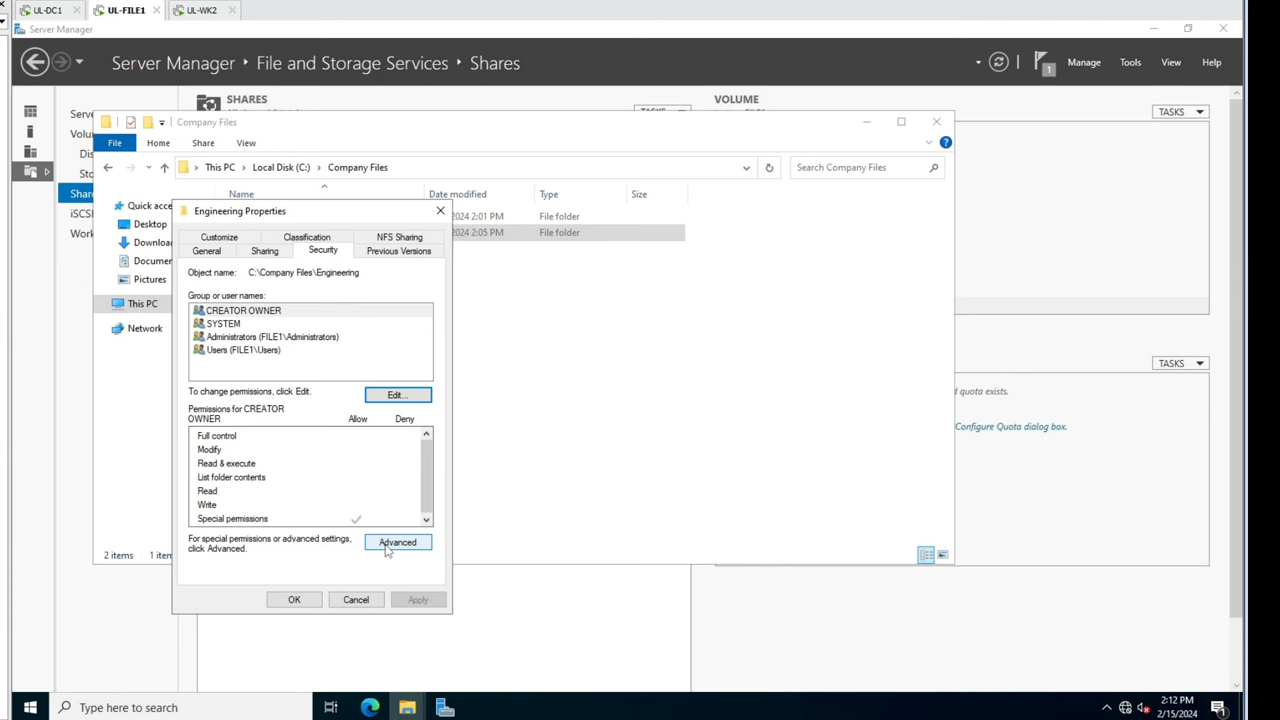 UL-DC1 × UL-FILE1 × UL-WK2 ×
Server Manager
Server Manager ‣ File and Storage Services ‣ Shares
1 Manage Tools View Help
SHARES
VOLUME
TASKS
Company Files
File Home Share View
This PC › Local Disk (C:) › Company Files
Search Company Files
Name Date modified Type Size
2024 2:01 PM File folder
2024 2:05 PM File folder
Quick acce
Desktop
Downloa
Documen
Pictures
This PC
Network
2 items
Engineering Properties
Customize Classification NFS Sharing
General Sharing Security Previous Versions
Object name: C:\Company Files\Engineering
Group or user names:
CREATOR OWNER
SYSTEM
Administrators (FILE1\Administrators)
Users (FILE1\Users)
To change permissions, click Edit.
Edit...
Permissions for CREATOR
OWNER Allow Deny
Full control
Modify
Read & execute
List folder contents
Read
Write
Special permissions
For special permissions or advanced settings,
click Advanced.
Advanced
OK Cancel Apply
TASKS
d quota exists.
Configure Quota dialog box.
Type here to search
2:12 PM
2/15/2024
1